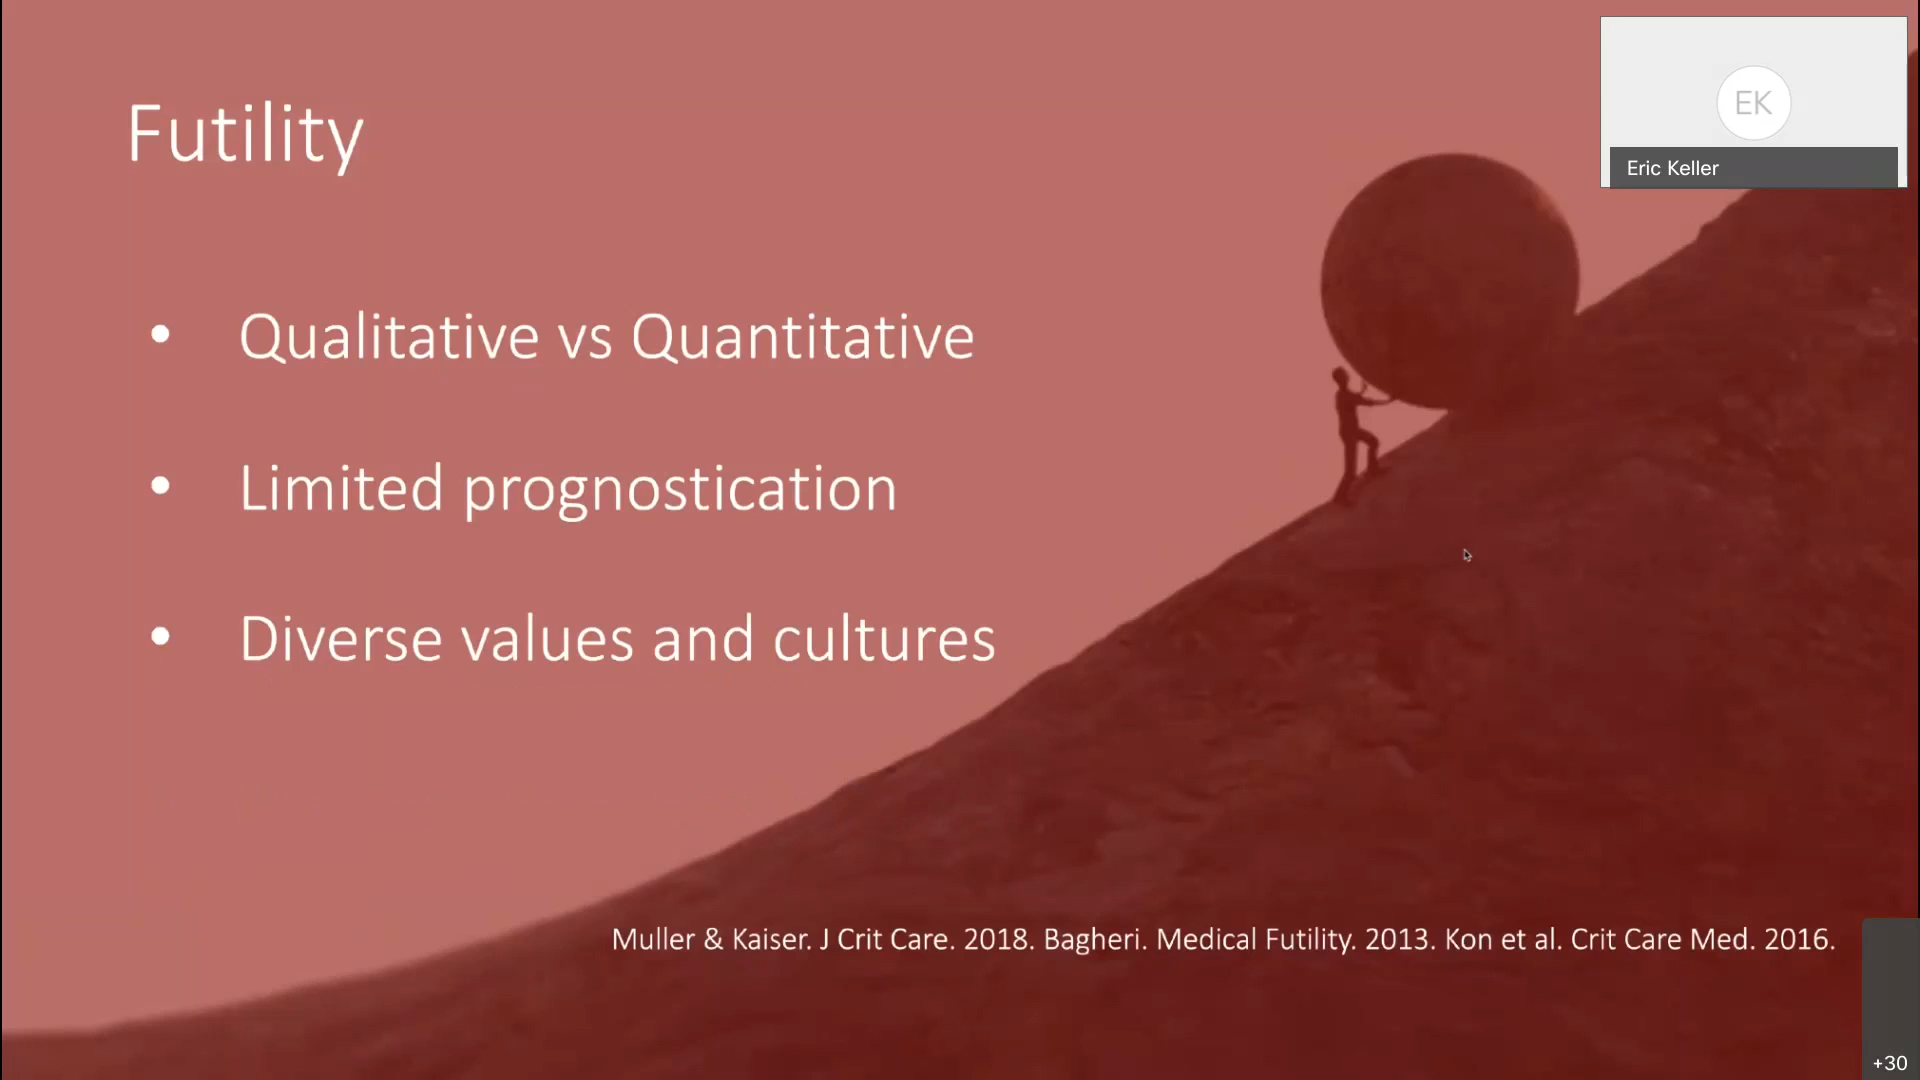 Futility
EK
Eric Keller
• Qualitative vs Quantitative
• Limited prognostication
• Diverse values and cultures
Muller & Kaiser. J Crit Care. 2018. Bagheri. Medical Futility. 2013. Kon et al. Crit Care Med. 2016.
+30